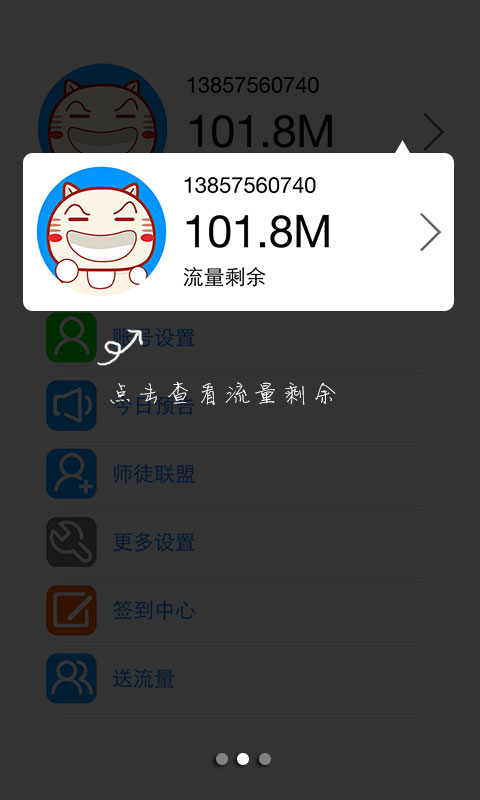 13857560740
101.8M
13857560740
101.8M
流量剩余
账号设置
点击查看流量剩余
今日预告
师徒联盟
更多设置
签到中心
送流量